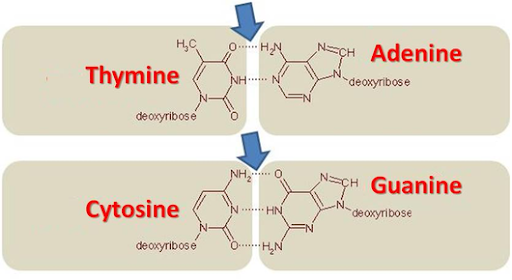 H₃C
O
H₂N
N
CH
Adenine
Thymine
NH
N
N
deoxyribose
N
O
N
deoxyribose
NH₂
O
N
CH
Guanine
Cytosine
N
HN
N
deoxyribose
N
O
H₂N
N
deoxyribose